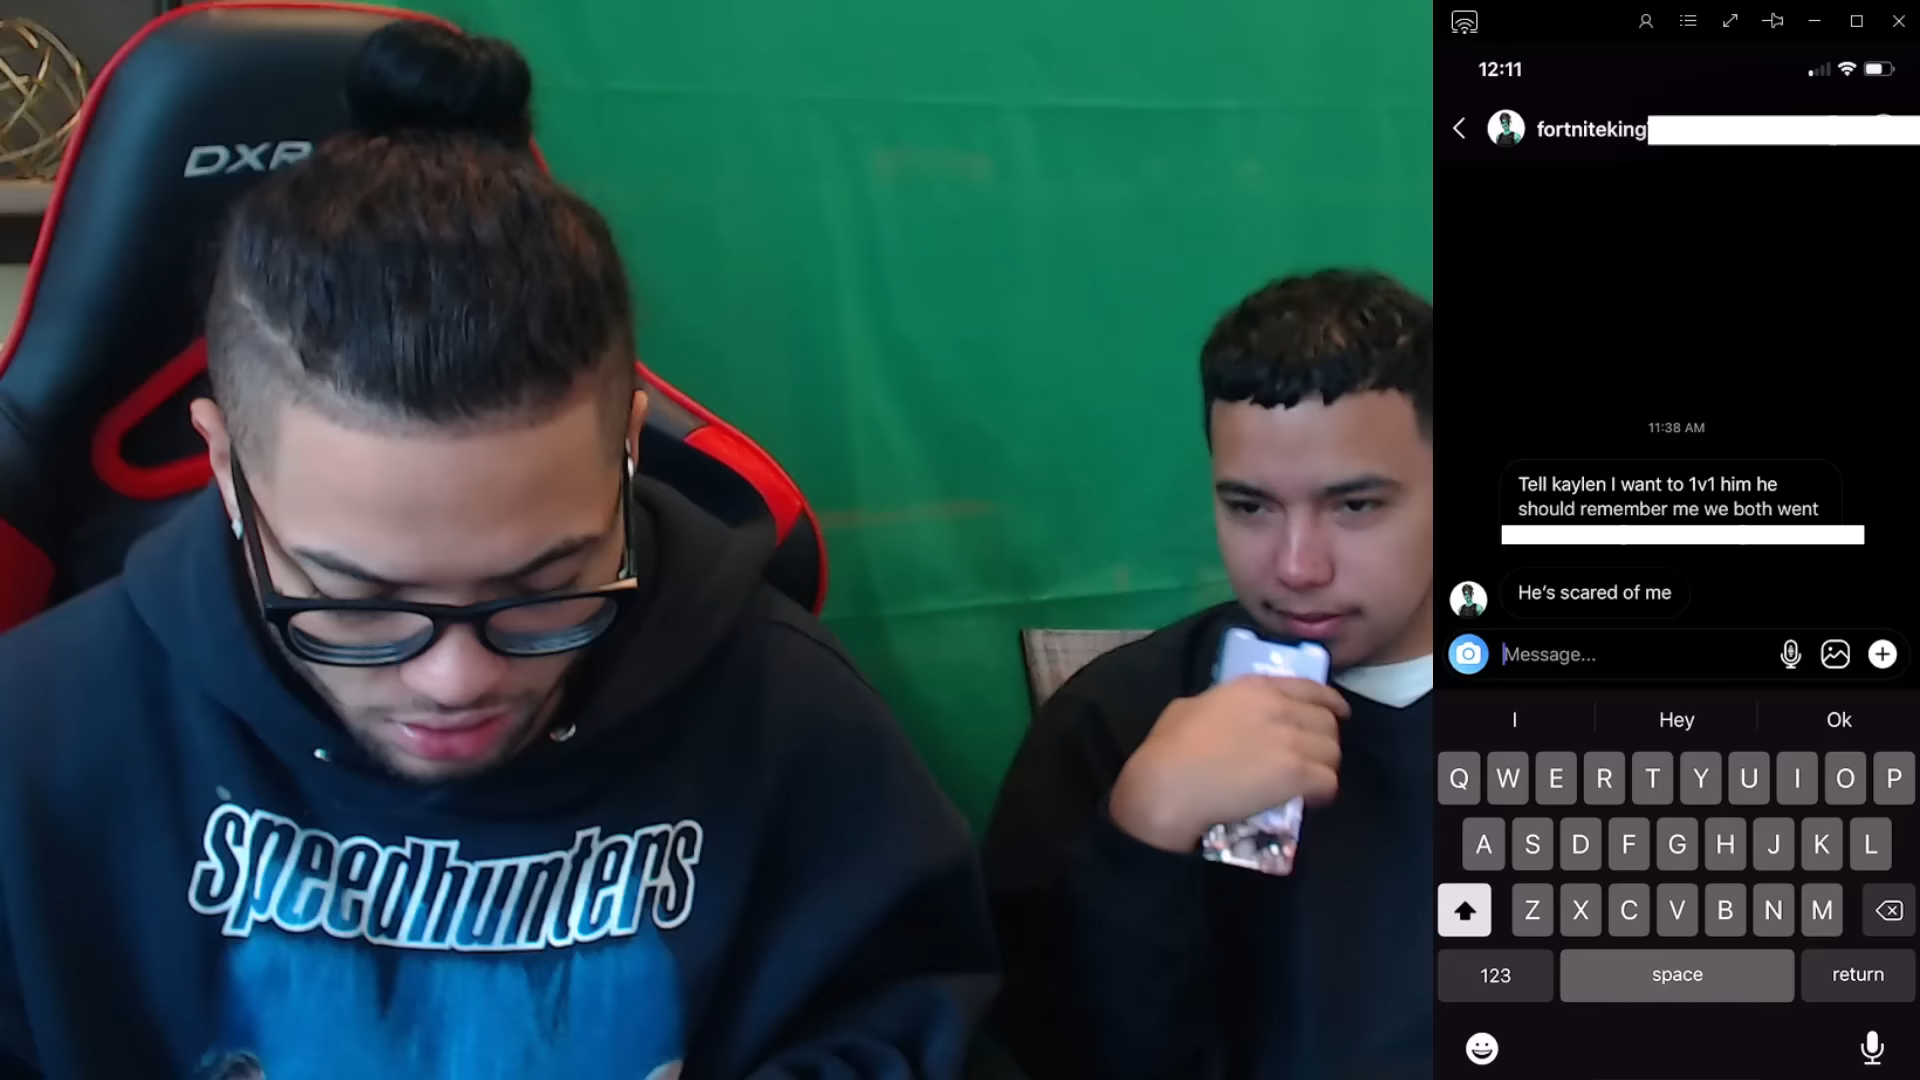 DXR
speedhunters
12:11
fortniteking
11:38 AM
Tell kaylen I want to 1v1 him he
should remember me we both went
He's scared of me
Message...
I Hey Ok
Q W E R T Y U I O P
A S D F G H J K L
Z X C V B N M
123 space return